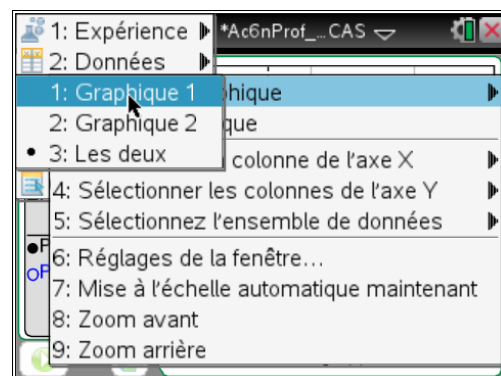 1: Expérience *Ac6nProf_...CAS
2: Données
1: Graphique 1 hique
2: Graphique 2 que
• 3: Les deux colonne de l'axe X
4: Sélectionner les colonnes de l'axe Y
5: Sélectionnez l'ensemble de données
6: Réglages de la fenêtre...
7: Mise à l'échelle automatique maintenant
8: Zoom avant
9: Zoom arrière